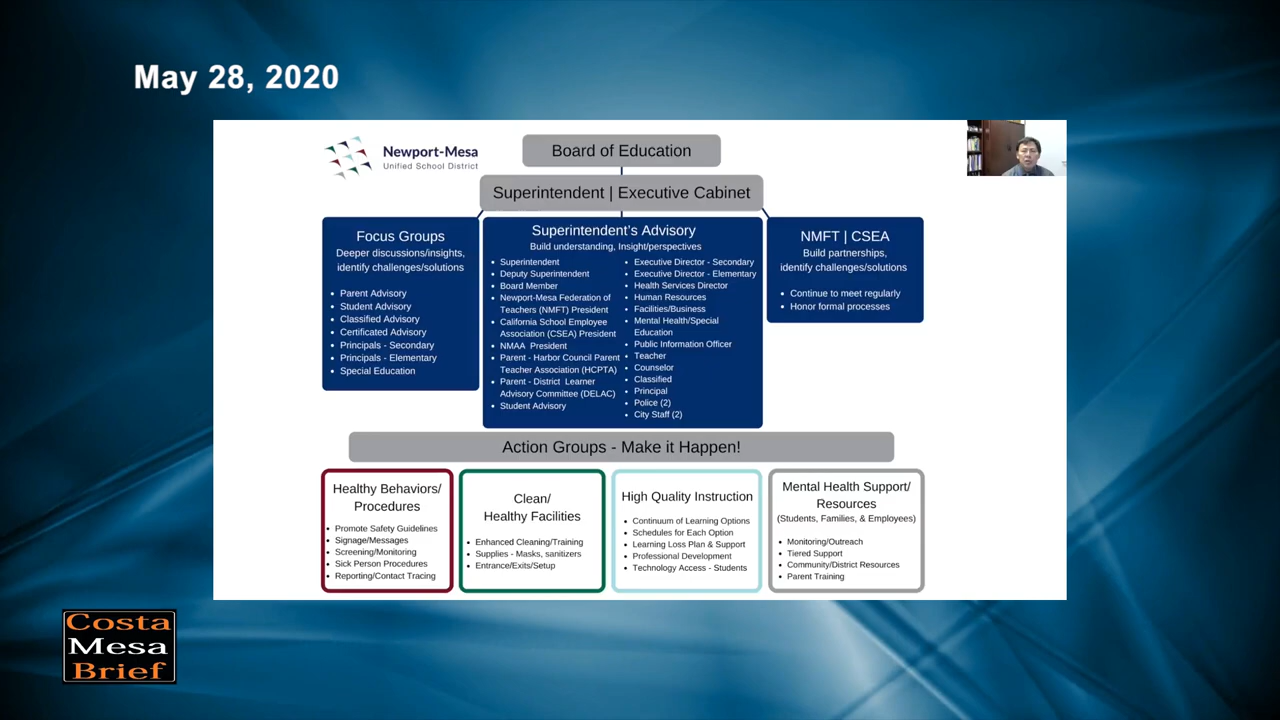 May 28, 2020
Newport-Mesa
Unified School District
Board of Education
Superintendent | Executive Cabinet
Focus Groups
Deeper discussions/insights,
identify challenges/solutions
• Parent Advisory
• Student Advisory
• Classified Advisory
• Certificated Advisory
• Principals - Secondary
• Principals - Elementary
• Special Education
Superintendent's Advisory
Build understanding, Insight/perspectives
• Superintendent
• Deputy Superintendent
• Board Member
• Newport-Mesa Federation of
Teachers (NMFT) President
• California School Employee
Association (CSEA) President
• NMAA President
• Parent - Harbor Council Parent
Teacher Association (HCPTA)
• Parent - District Learner
Advisory Committee (DELAC)
• Student Advisory
• Executive Director - Secondary
• Executive Director - Elementary
• Health Services Director
• Human Resources
• Facilities/Business
• Mental Health/Special
Education
• Public Information Officer
• Teacher
• Counselor
• Classified
• Principal
• Police (2)
• City Staff (2)
NMFT | CSEA
Build partnerships,
identify challenges/solutions
• Continue to meet regularly
• Honor formal processes
Action Groups - Make it Happen!
Healthy Behaviors/
Procedures
• Promote Safety Guidelines
• Signage/Messages
• Screening/Monitoring
• Sick Person Procedures
• Reporting/Contact Tracing
Clean/
Healthy Facilities
• Enhanced Cleaning/Training
• Supplies - Masks, sanitizers
• Entrance/Exits/Setup
High Quality Instruction
• Continuum of Learning Options
• Schedules for Each Option
• Learning Loss Plan & Support
• Professional Development
• Technology Access - Students
Mental Health Support/
Resources
(Students, Families, & Employees)
• Monitoring/Outreach
• Tiered Support
• Community/District Resources
• Parent Training
Costa
Mesa
Brief